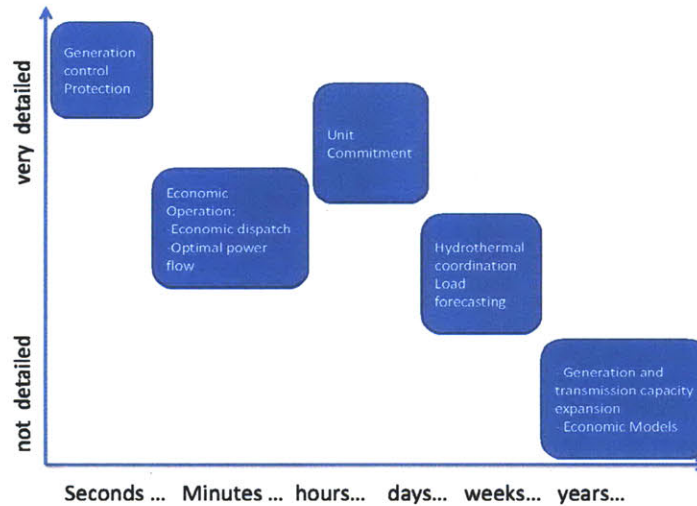 very detailed
not detailed
Generation
control
Protection
Economic
Operation:
-Economic dispatch
-Optimal power
flow
Unit
Commitment
Hydrothermal
coordination
Load
forecasting
Generation and
transmission capacity
expansion
-Economic Models
Seconds ... Minutes ... hours... days... weeks... years...